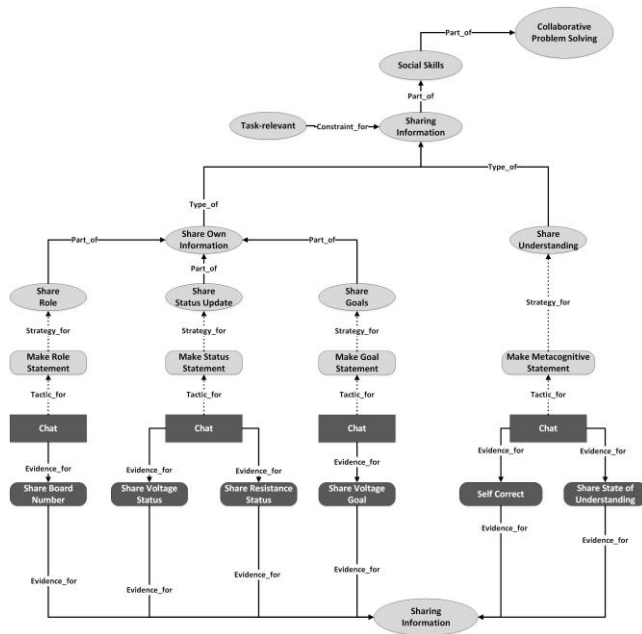 Collaborative
Problem Solving
Part_of
Social Skills
Part_of
Task-relevant
Constraint_for
Sharing
Information
Type_of
Type_of
Share Own
Information
Share
Understanding
Part_of
Part_of
Part_of
Share
Role
Share
Status Update
Share
Goals
Strategy_for
Strategy_for
Strategy_for
Strategy_for
Make Role
Statement
Make Status
Statement
Make Goal
Statement
Make Metacognitive
Statement
Tactic_for
Tactic_for
Tactic_for
Tactic_for
Chat
Chat
Chat
Chat
Evidence_for
Evidence_for
Evidence_for
Evidence_for
Evidence_for
Evidence_for
Share Board
Number
Share Voltage
Status
Share Resistance
Status
Share Voltage
Goal
Self Correct
Share State of
Understanding
Evidence_for
Evidence_for
Evidence_for
Evidence_for
Evidence_for
Evidence_for
Sharing
Information